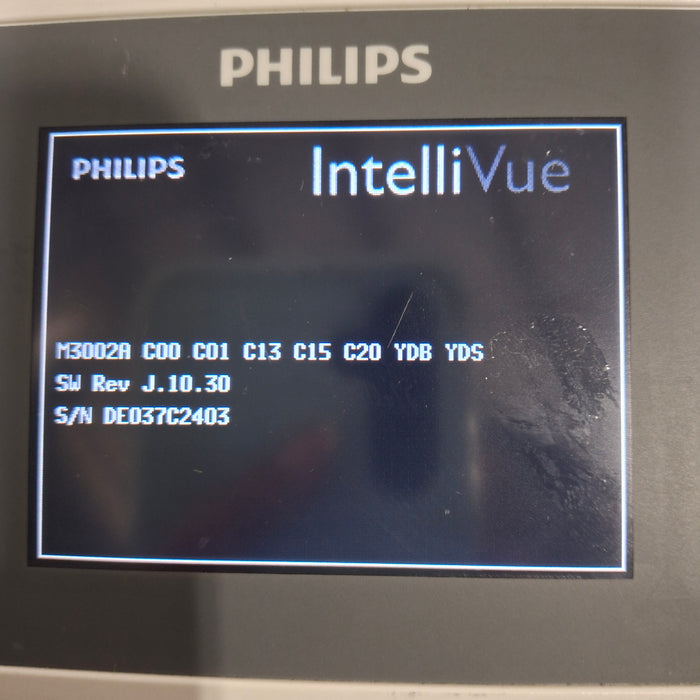 PHILIPS
PHILIPS IntelliVue
M3002A C00 C01 C13 C15 C20 YDB YDS
SW Rev J.10.30
S/N DE037C2403